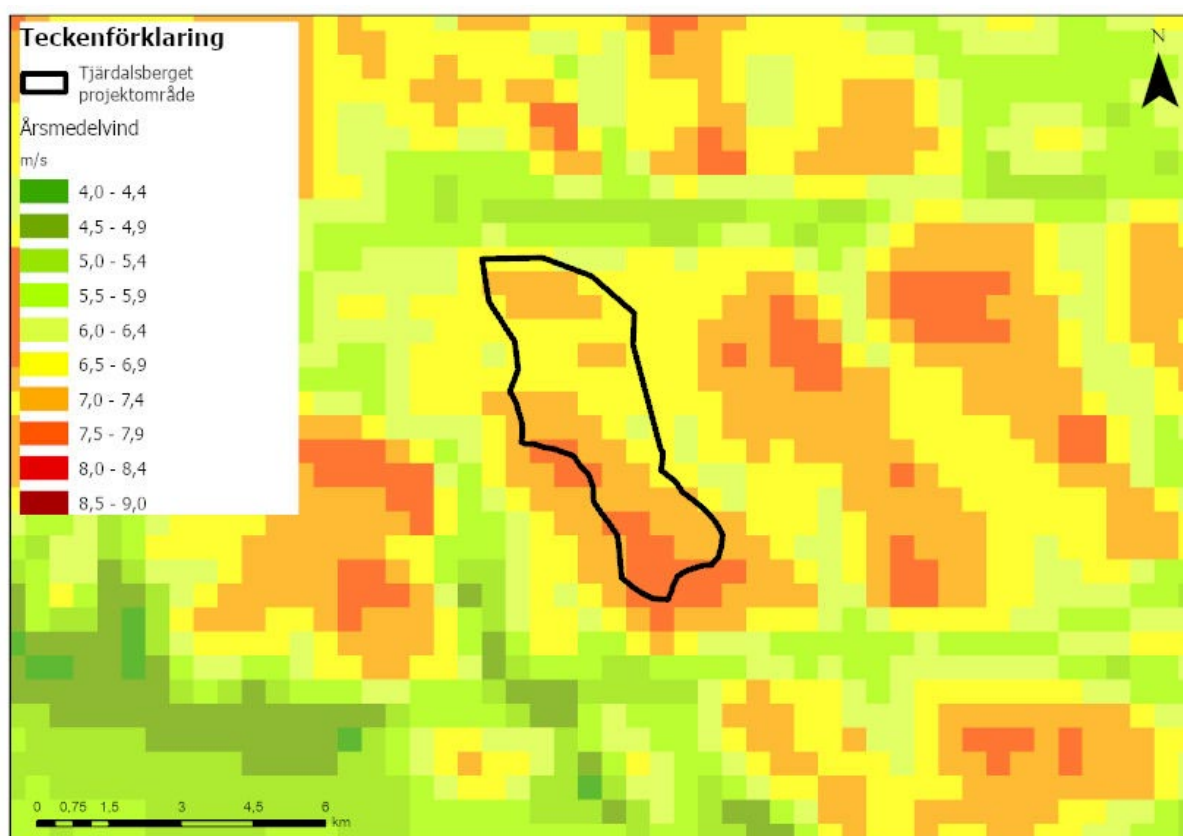 Teckenförklaring
Tjärdalsberget
projektområde
Årsmedelvind
m/s
4,0 - 4,4
4,5 - 4,9
5,0 - 5,4
5,5 - 5,9
6,0 - 6,4
6,5 - 6,9
7,0 - 7,4
7,5 - 7,9
8,0 - 8,4
8,5 - 9,0
N
0 0,75 1,5 3 4,5 6
km